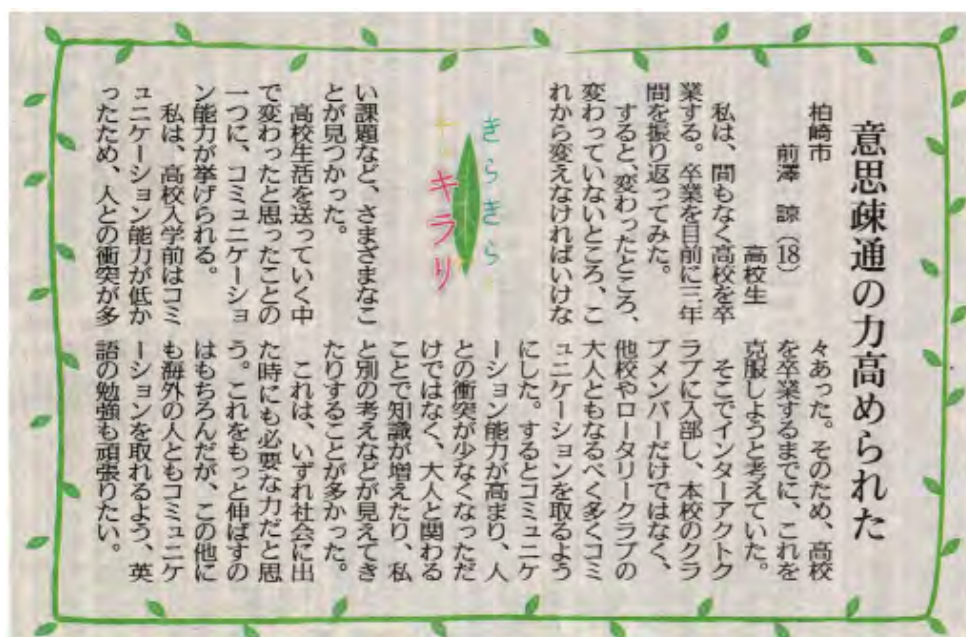 意思疎通の力高められた
柏崎市
前澤　諒(18)
高校生
私は、間もなく高校を卒
業する。卒業を目前に三年
間を振り返ってみた。
すると、変わったところ、
変わっていないところ、こ
れから変えなければいけな
きらきら
キラリ
い課題など、さまざまなこ
とが見つかった。
高校生活を送っていく中
で変わったと思ったことの
一つに、コミュニケーショ
ン能力が挙げられる。
私は、高校入学前はコミ
ュニケーション能力が低か
ったため、人との衝突が多
々あった。そのため、高校
を卒業するまでに、これを
克服しようと考えていた。
そこでインターアクトク
ラブに入部し、本校のクラ
ブメンバーだけではなく、
他校やロータリークラブの
大人ともなるべく多くコミ
ュニケーションを取るよう
にした。するとコミュニケ
ーション能力が高まり、人
との衝突が少なくなっただ
けではなく、大人と関わる
ことで知識が増えたり、私
と別の考えなどが見えてき
たりすることが多かった。
これは、いずれ社会に出
た時にも必要な力だと思
う。これをもっと伸ばすの
はもちろんだが、この他に
も海外の人ともコミュニケ
ーションを取れるよう、英
語の勉強も頑張りたい。